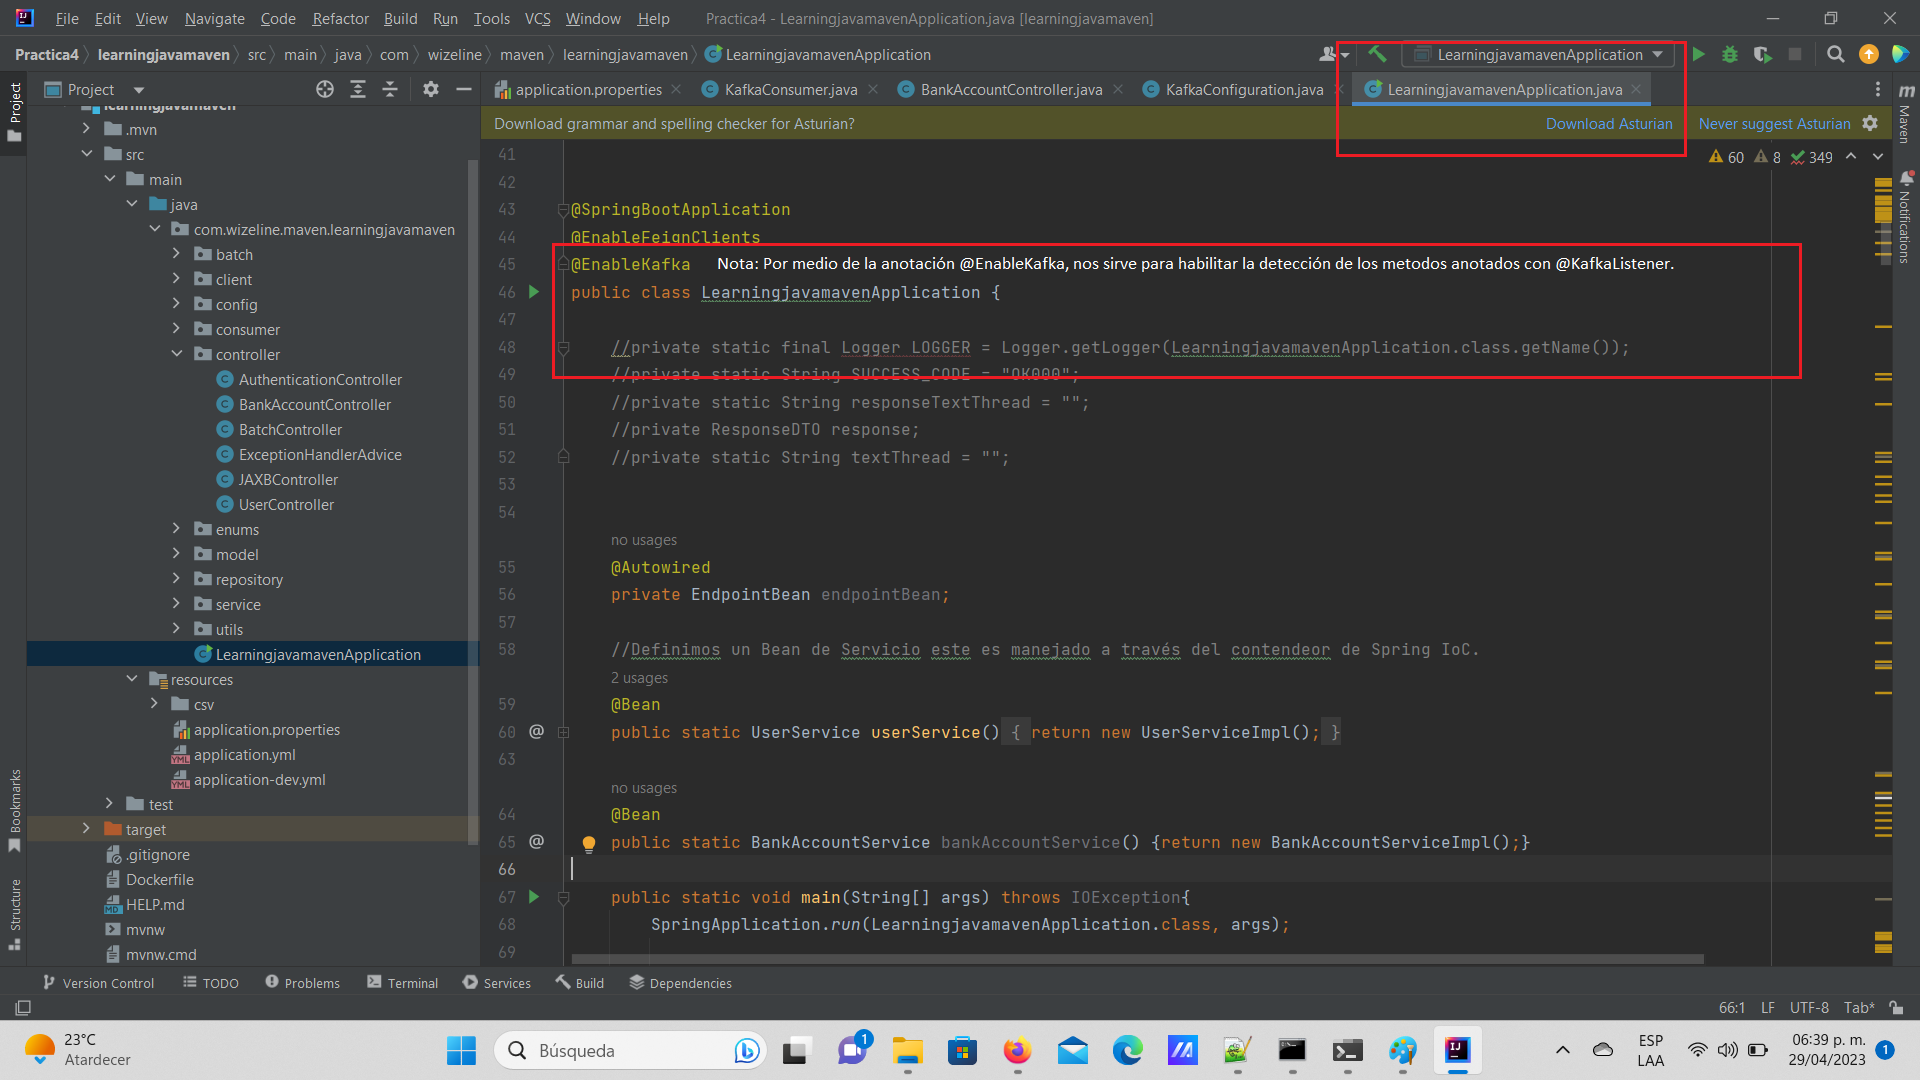 File Edit View Navigate Code Refactor Build Run Tools VCS Window Help Practica4 - LearningjavamavenApplication.java [learningjavamaven]
Practica4 learningjavamaven src main java com wizeline maven learningjavamaven LearningjavamavenApplication
LearningjavamavenApplication
Project
application.properties KafkaConsumer.java BankAccountController.java KafkaConfiguration.java LearningjavamavenApplication.java
Download grammar and spelling checker for Asturian? Download Asturian Never suggest Asturian
60 8 349
Project
Bookmarks
Structure
Maven
Notifications
learningjavamaven
.mvn
src
main
java
com.wizeline.maven.learningjavamaven
batch
client
config
consumer
controller
AuthenticationController
BankAccountController
BatchController
ExceptionHandlerAdvice
JAXBController
UserController
enums
model
repository
service
utils
LearningjavamavenApplication
resources
csv
application.properties
application.yml
application-dev.yml
test
target
.gitignore
Dockerfile
HELP.md
mvnw
mvnw.cmd
41
42
43 @SpringBootApplication
44 @EnableFeignClients
45 @EnableKafka Nota: Por medio de la anotación @EnableKafka, nos sirve para habilitar la detección de los metodos anotados con @KafkaListener.
46 public class LearningjavamavenApplication {
47
48 //private static final Logger LOGGER = Logger.getLogger(LearningjavamavenApplication.class.getName());
49 //private static String SUCCESS_CODE = "OK000";
50 //private static String responseTextThread = "";
51 //private ResponseDTO response;
52 //private static String textThread = "";
53
54
no usages
55 @Autowired
56 private EndpointBean endpointBean;
57
58 //Definimos un Bean de Servicio este es manejado a través del contendeor de Spring IoC.
2 usages
59 @Bean
60 public static UserService userService() { return new UserServiceImpl(); }
63
no usages
64 @Bean
65 public static BankAccountService bankAccountService() {return new BankAccountServiceImpl();}
66
67 public static void main(String[] args) throws IOException{
68 SpringApplication.run(LearningjavamavenApplication.class, args);
69
Version Control TODO Problems Terminal Services Build Dependencies
66:1 LF UTF-8 Tab*
23°C
Atardecer
Búsqueda
1
ESP
LAA
06:39 p. m.
29/04/2023
1